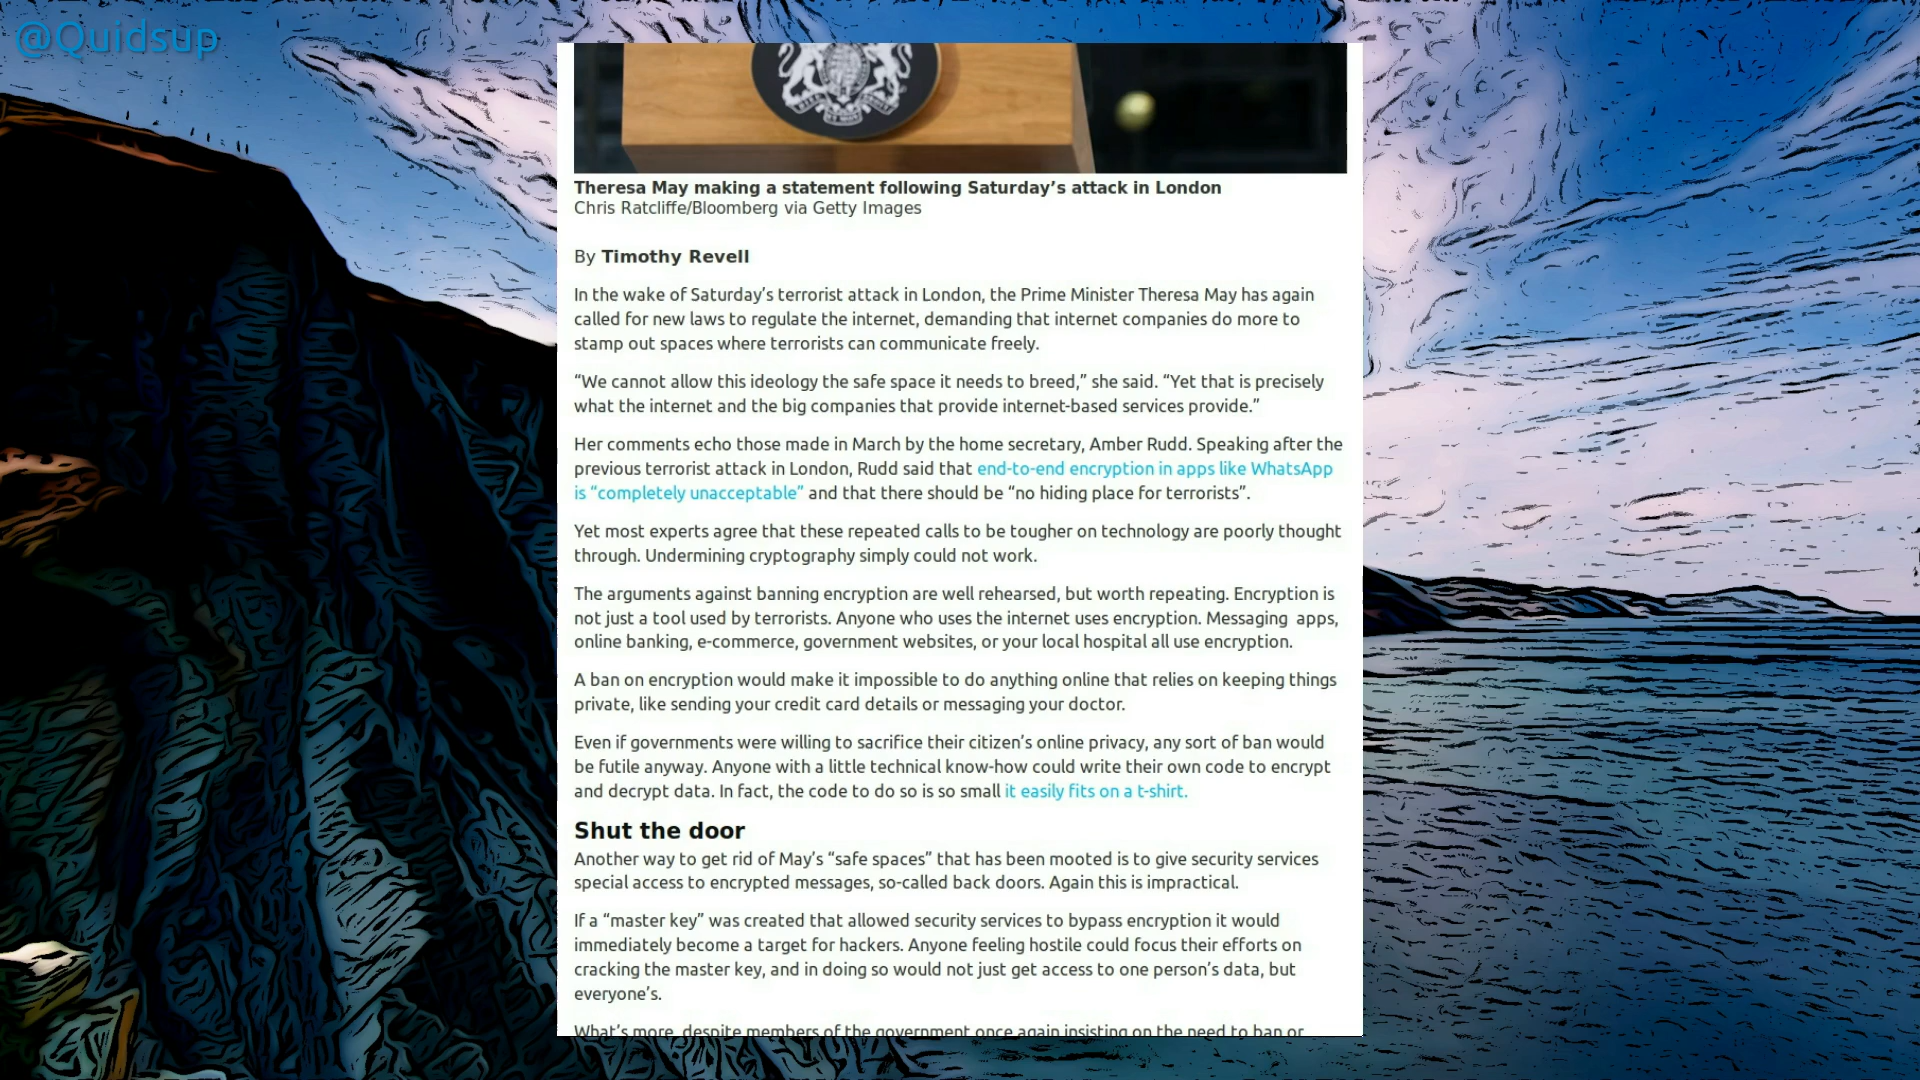 @Quidsup
Theresa May making a statement following Saturday’s attack in London
Chris Ratcliffe/Bloomberg via Getty Images
By Timothy Revell
In the wake of Saturday’s terrorist attack in London, the Prime Minister Theresa May has again
called for new laws to regulate the internet, demanding that internet companies do more to
stamp out spaces where terrorists can communicate freely.
“We cannot allow this ideology the safe space it needs to breed,” she said. “Yet that is precisely
what the internet and the big companies that provide internet-based services provide.”
Her comments echo those made in March by the home secretary, Amber Rudd. Speaking after the
previous terrorist attack in London, Rudd said that end-to-end encryption in apps like WhatsApp
is “completely unacceptable” and that there should be “no hiding place for terrorists”.
Yet most experts agree that these repeated calls to be tougher on technology are poorly thought
through. Undermining cryptography simply could not work.
The arguments against banning encryption are well rehearsed, but worth repeating. Encryption is
not just a tool used by terrorists. Anyone who uses the internet uses encryption. Messaging  apps,
online banking, e-commerce, government websites, or your local hospital all use encryption.
A ban on encryption would make it impossible to do anything online that relies on keeping things
private, like sending your credit card details or messaging your doctor.
Even if governments were willing to sacrifice their citizen’s online privacy, any sort of ban would
be futile anyway. Anyone with a little technical know-how could write their own code to encrypt
and decrypt data. In fact, the code to do so is so small it easily fits on a t-shirt.
Shut the door
Another way to get rid of May’s “safe spaces” that has been mooted is to give security services
special access to encrypted messages, so-called back doors. Again this is impractical.
If a “master key” was created that allowed security services to bypass encryption it would
immediately become a target for hackers. Anyone feeling hostile could focus their efforts on
cracking the master key, and in doing so would not just get access to one person’s data, but
everyone’s.
What’s more, despite members of the government once again insisting on the need to ban or